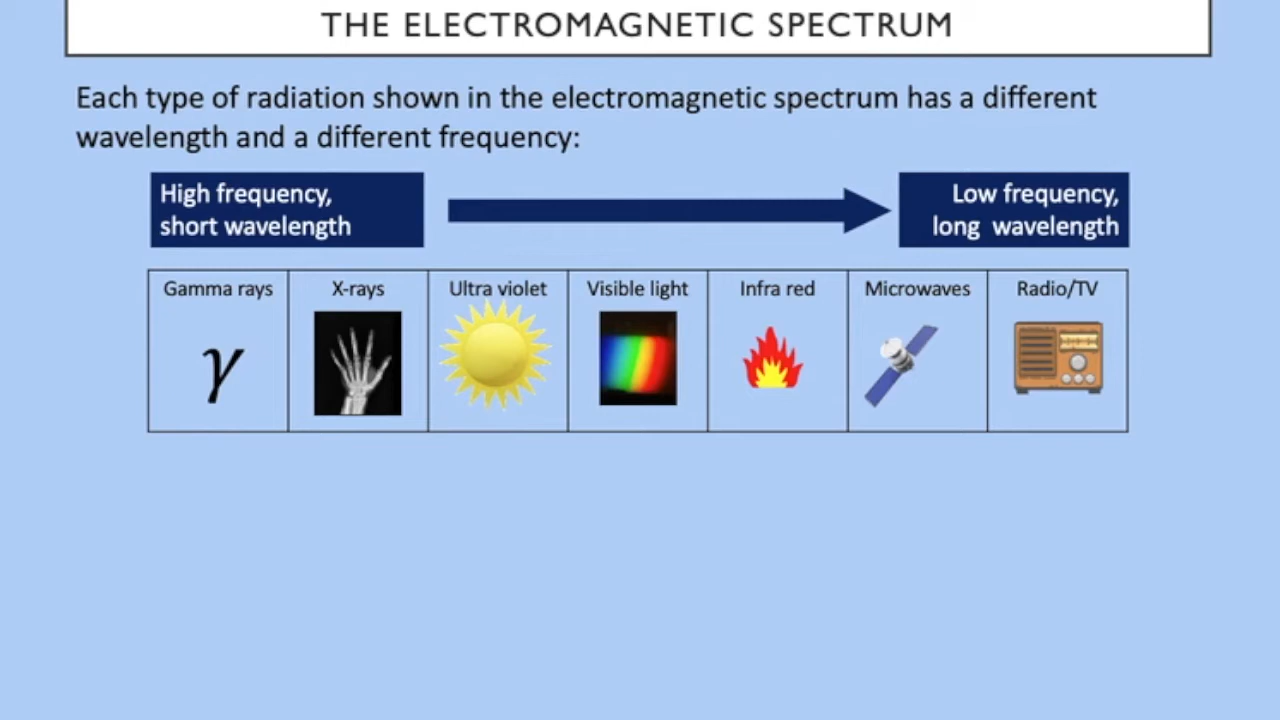 THE ELECTROMAGNETIC SPECTRUM
Each type of radiation shown in the electromagnetic spectrum has a different
wavelength and a different frequency:
High frequency,
short wavelength
Low frequency,
long wavelength
Gamma rays
X-rays
Ultra violet
Visible light
Infra red
Microwaves
Radio/TV
γ